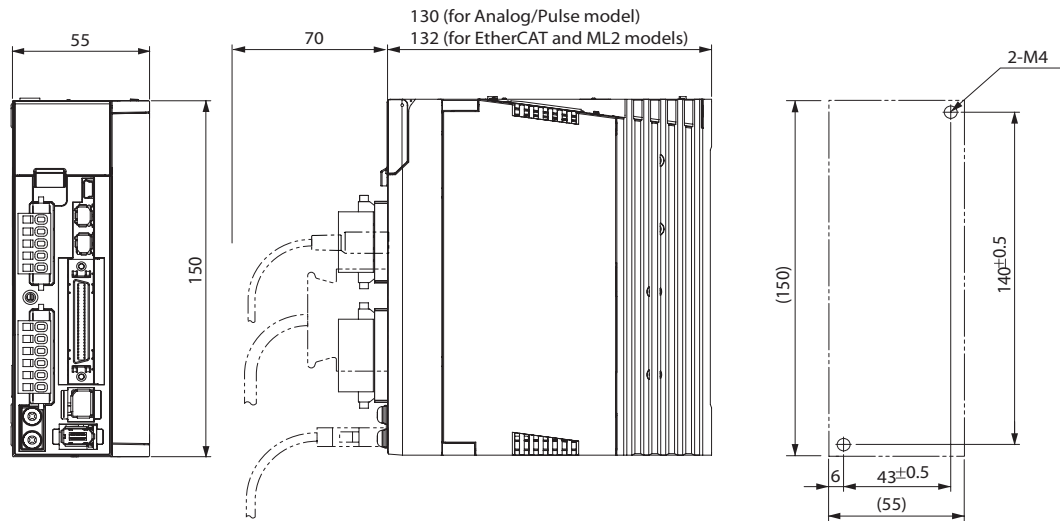 130 (for Analog/Pulse model)
132 (for EtherCAT and ML2 models)
55
70
2-M4
150
(150)
140±0.5
6
43±0.5
(55)